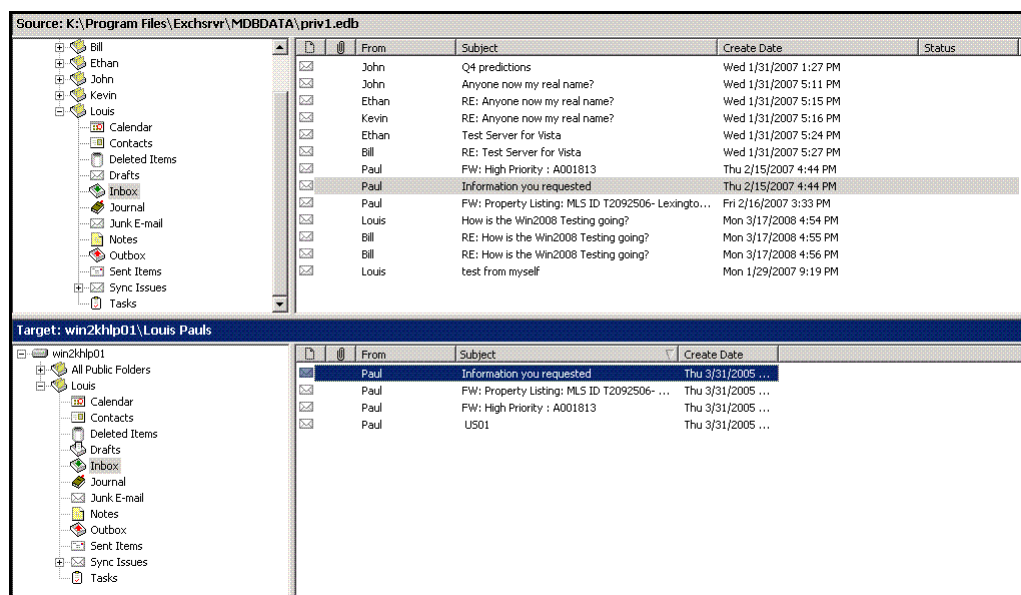 Source: K:\Program Files\Exchsrvr\MDBDATA\priv1.edb
Bill
Ethan
John
Kevin
Louis
Calendar
Contacts
Deleted Items
Drafts
Inbox
Journal
Junk E-mail
Notes
Outbox
Sent Items
Sync Issues
Tasks
From Subject Create Date Status
John Q4 predictions Wed 1/31/2007 1:27 PM
John Anyone now my real name? Wed 1/31/2007 5:11 PM
Ethan RE: Anyone now my real name? Wed 1/31/2007 5:15 PM
Kevin RE: Anyone now my real name? Wed 1/31/2007 5:16 PM
Ethan Test Server for Vista Wed 1/31/2007 5:24 PM
Bill RE: Test Server for Vista Wed 1/31/2007 5:27 PM
Paul FW: High Priority : A001813 Thu 2/15/2007 4:44 PM
Paul Information you requested Thu 2/15/2007 4:44 PM
Paul FW: Property Listing: MLS ID T2092506- Lexingto... Fri 2/16/2007 3:33 PM
Louis How is the Win2008 Testing going? Mon 3/17/2008 4:54 PM
Bill RE: How is the Win2008 Testing going? Mon 3/17/2008 4:55 PM
Bill RE: How is the Win2008 Testing going? Mon 3/17/2008 4:56 PM
Louis test from myself Mon 1/29/2007 9:19 PM
Target: win2khlp01\Louis Pauls
win2khlp01
All Public Folders
Louis
Calendar
Contacts
Deleted Items
Drafts
Inbox
Journal
Junk E-mail
Notes
Outbox
Sent Items
Sync Issues
Tasks
From Subject Create Date
Paul Information you requested Thu 3/31/2005 ...
Paul FW: Property Listing: MLS ID T2092506- ... Thu 3/31/2005 ...
Paul FW: High Priority : A001813 Thu 3/31/2005 ...
Paul US01 Thu 3/31/2005 ...